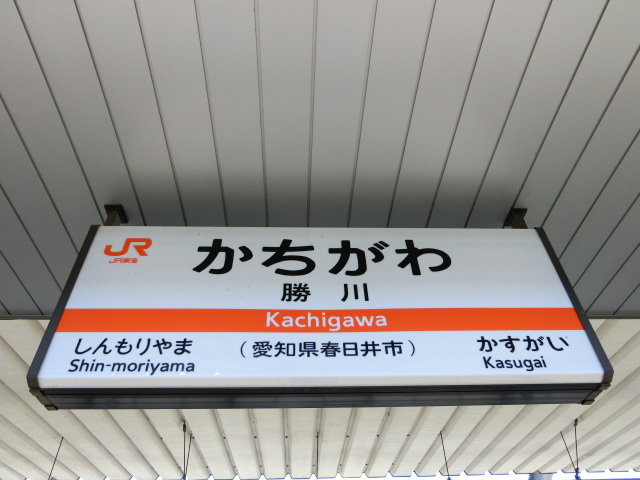 JR
JR東海
かちがわ
勝川
Kachigawa
しんもりやま
Shin-moriyama
（愛知県春日井市）
かすがい
Kasugai